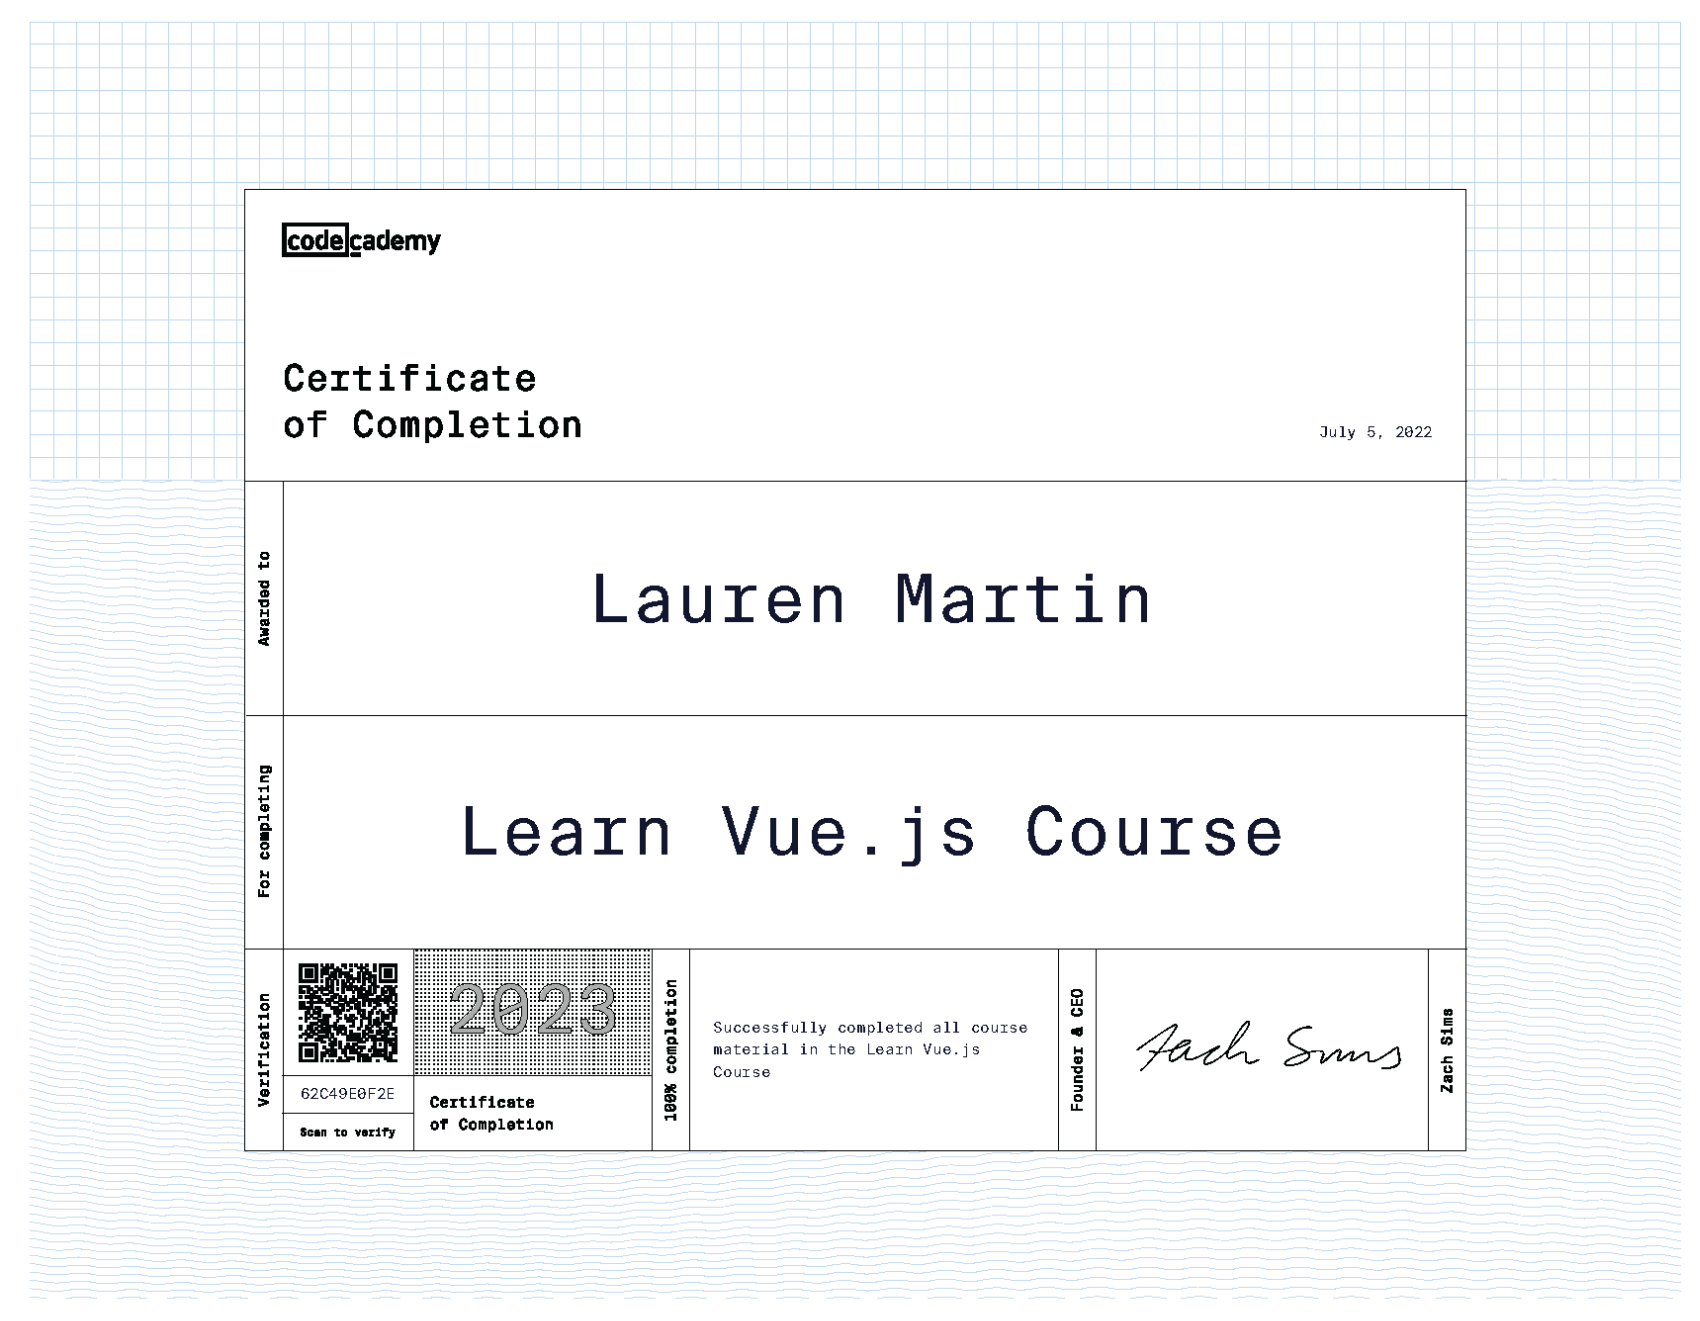 codecademy
Certificate
of Completion
July 5, 2022
Awarded to
Lauren Martin
For completing
Learn Vue.js Course
Verification
62C49E0F2E
Scan to verify
2023
Certificate
of Completion
100% completion
Successfully completed all course
material in the Learn Vue.js
Course
Founder & CEO
Zach Sims
Zach Sims